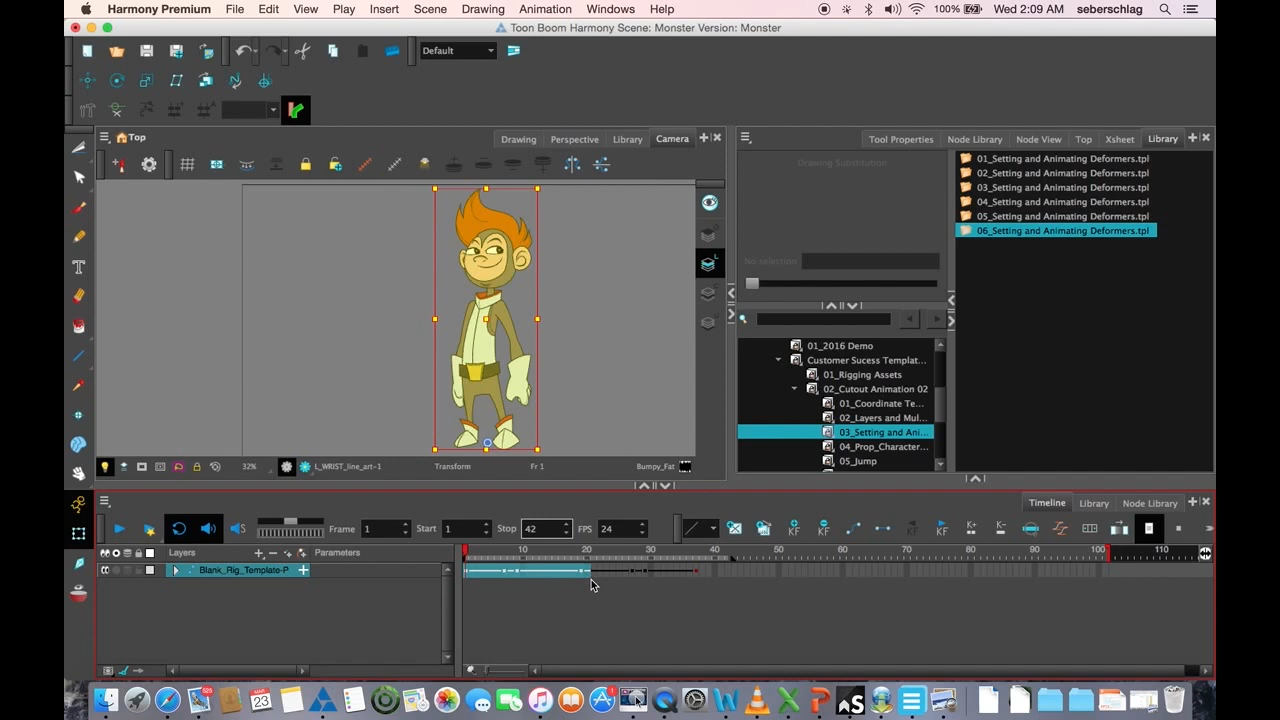 Harmony Premium File Edit View Play Insert Scene Drawing Animation Windows Help 100% Wed 2:09 AM seberschlag
Toon Boom Harmony Scene: Monster Version: Monster
Default
Top Drawing Perspective Library Camera Tool Properties Node Library Node View Top Xsheet Library
Drawing Substitution
01_Setting and Animating Deformers.tpl
02_Setting and Animating Deformers.tpl
03_Setting and Animating Deformers.tpl
04_Setting and Animating Deformers.tpl
05_Setting and Animating Deformers.tpl
06_Setting and Animating Deformers.tpl
No selection
01_2016 Demo
Customer Sucess Templat...
01_Rigging Assets
02_Cutout Animation 02
01_Coordinate Te...
02_Layers and Mul...
03_Setting and Ani...
04_Prop_Character...
05_Jump
32% L_WRIST_line_art-1 Transform Fr 1 Bumpy_Fat
Timeline Library Node Library
Frame 1 Start 1 Stop 42 FPS 24
Layers Parameters 10 20 30 40 50 60 70 80 90 100 110
Blank_Rig_Template-P